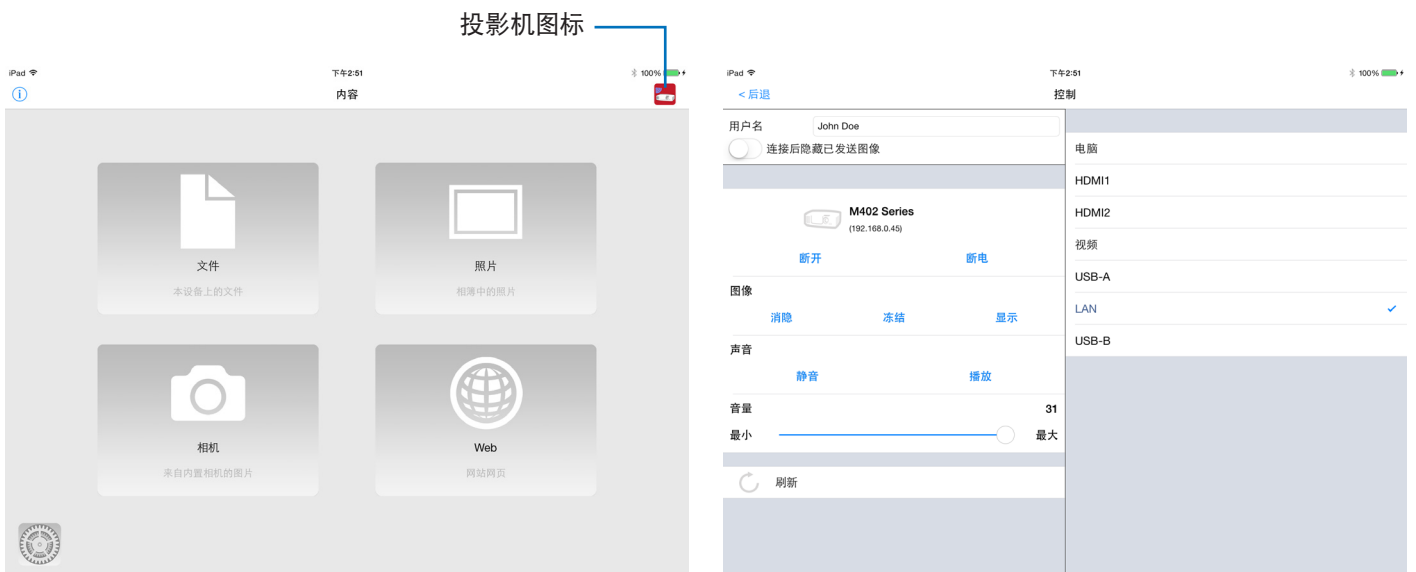 投影机图标
iPad 下午2:51 100%
内容
文件
本设备上的文件
照片
相薄中的照片
相机
来自内置相机的图片
Web
网站网页
iPad 下午2:51 100%
<后退 控制
用户名 John Doe
连接后隐藏已发送图像
M402 Series
(192.168.0.45)
断开 断电
图像
消隐 冻结 显示
声音
静音 播放
音量 31
最小 最大
刷新
电脑
HDMI1
HDMI2
视频
USB-A
LAN
USB-B